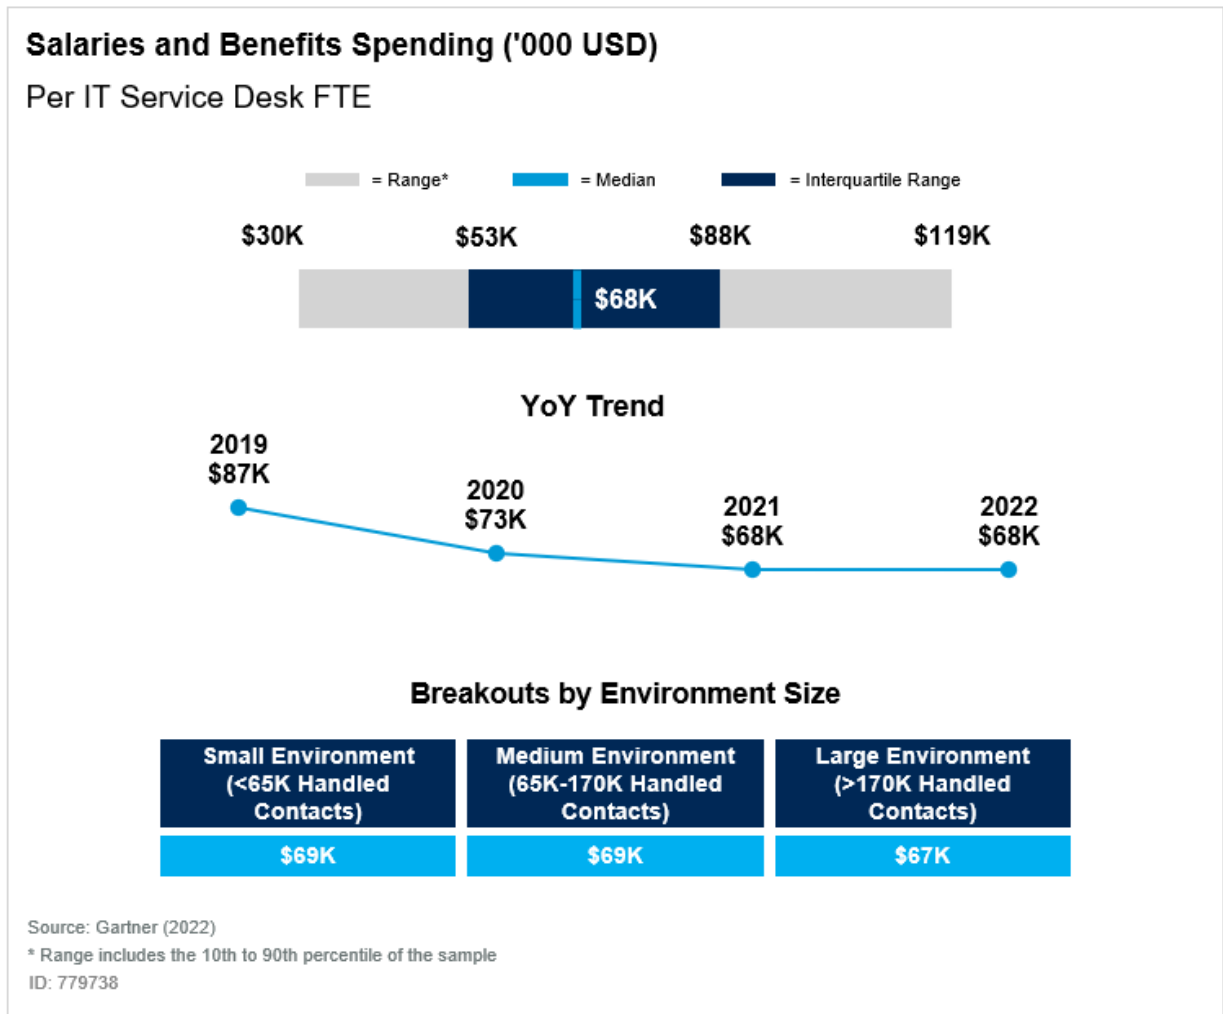 Salaries and Benefits Spending ('000 USD)
Per IT Service Desk FTE
= Range*
= Median
= Interquartile Range
$30K
$53K
$88K
$119K
$68K
YoY Trend
2019
$87K
2020
$73K
2021
$68K
2022
$68K
Breakouts by Environment Size
Small Environment
(<65K Handled
Contacts)
Medium Environment
(65K-170K Handled
Contacts)
Large Environment
(>170K Handled
Contacts)
$69K
$69K
$67K
Source: Gartner (2022)
* Range includes the 10th to 90th percentile of the sample
ID: 779738